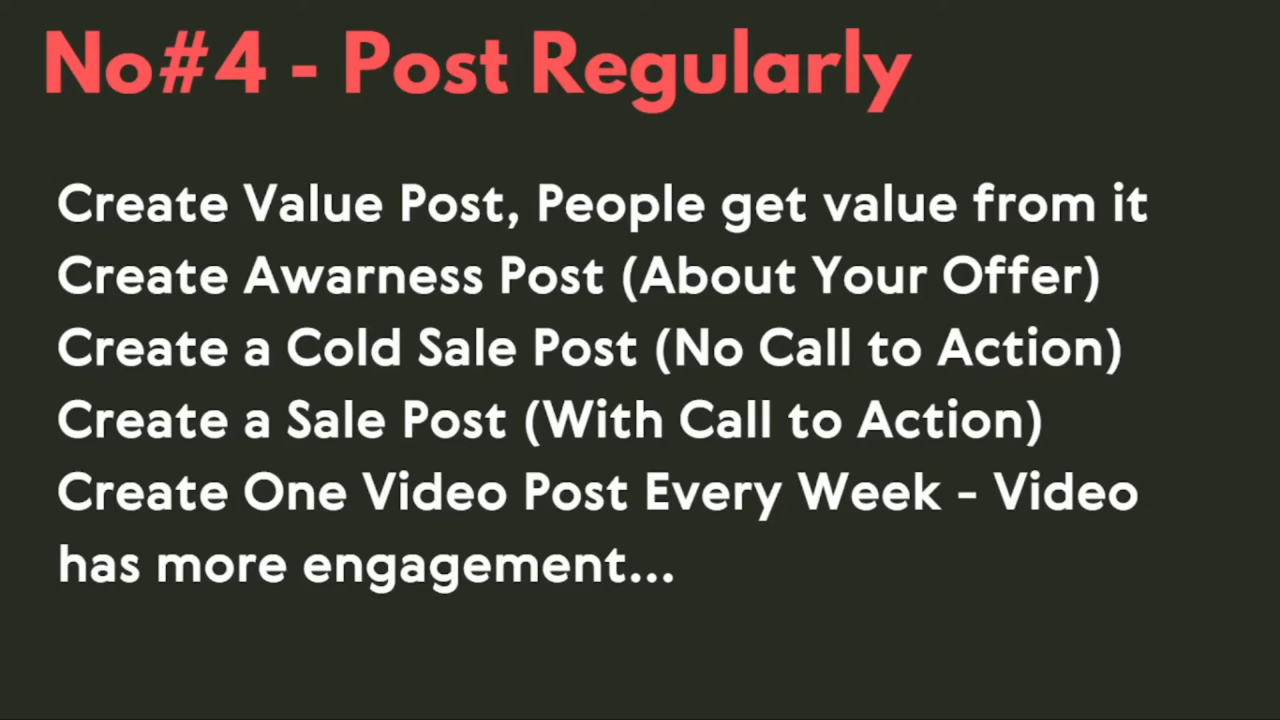 No#4 - Post Regularly
Create Value Post, People get value from it
Create Awarness Post (About Your Offer)
Create a Cold Sale Post (No Call to Action)
Create a Sale Post (With Call to Action)
Create One Video Post Every Week - Video
has more engagement...